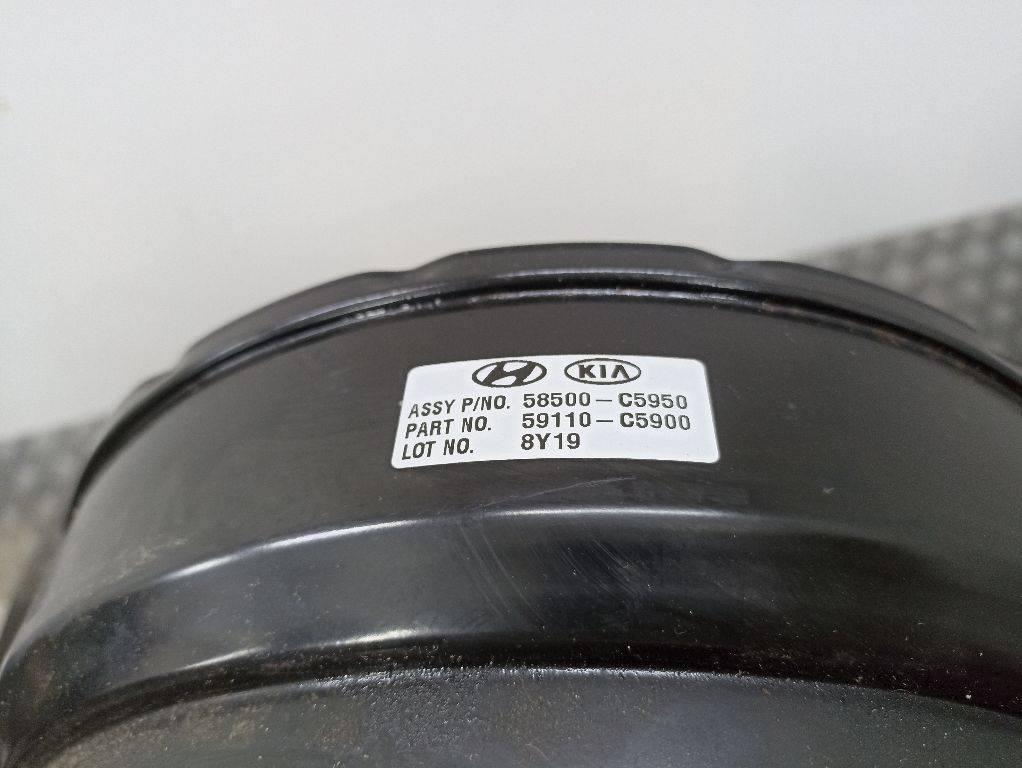 KIA
ASSY P/NO. 58500-C5950
PART NO. 59110-C5900
LOT NO. 8Y19